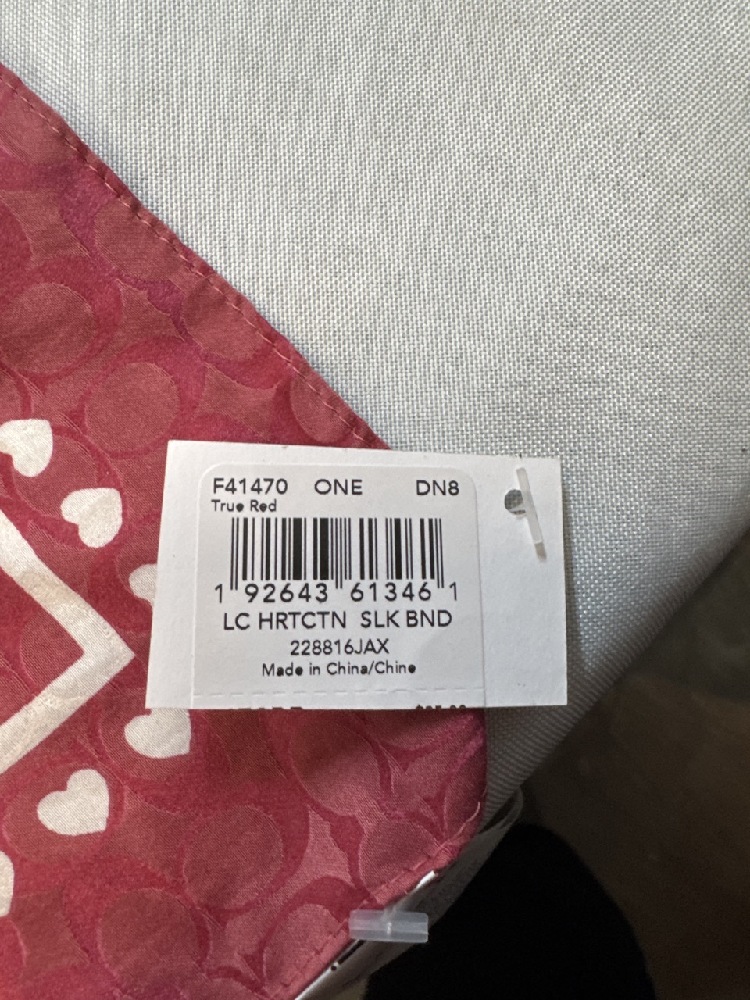 F41470 ONE DN8
True Red
1 92643 61346 1
LC HRTCTN SLK BND
228816JAX
Made in China/Chine